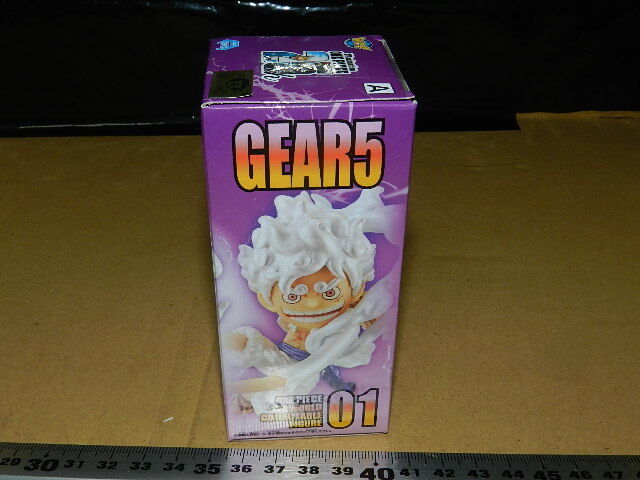 A
GEAR5
ONE PIECE
WORLD
COLLECTABLE
FIGURE
01
29 30 31 32 33 34 35 36 37 38 39 40 41 42 43 44 45 46 47